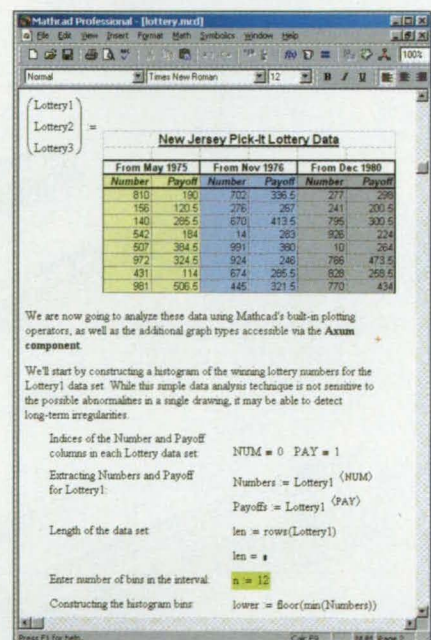 Mathcad Professional - [lottery.mcd]
File Edit View Insert Format Math Symbolics Window Help
100%
Normal Times New Roman 12 B I U
Lottery1
Lottery2 :=
Lottery3
New Jersey Pick-It Lottery Data
From May 1975 From Nov 1976 From Dec 1980
Number Payoff Number Payoff Number Payoff
810 190 702 336.5 277 298
156 120.5 276 267 241 200.5
140 285.5 670 413.5 795 300.5
542 184 14 283 926 224
507 384.5 991 380 10 264
972 324.5 924 246 786 473.5
431 114 674 285.5 828 258.5
981 506.5 445 321.5 770 434
We are now going to analyze these data using Mathcad's built-in plotting
operators, as well as the additional graph types accessible via the Axum
component.
We'll start by constructing a histogram of the winning lottery numbers for the
Lottery1 data set. While this simple data analysis technique is not sensitive to
the possible abnormalities in a single drawing, it may be able to detect
long-term irregularities.
Indices of the Number and Payoff
columns in each Lottery data set: NUM ≡ 0 PAY ≡ 1
Extracting Numbers and Payoff
for Lottery1: Numbers := Lottery1 ⟨NUM⟩
Payoffs := Lottery1 ⟨PAY⟩
Length of the data set: len := rows(Lottery1)
len =
Enter number of bins in the interval: n := 12
Constructing the histogram bins: lower := floor(min(Numbers))
Press F1 for help. NUM Page